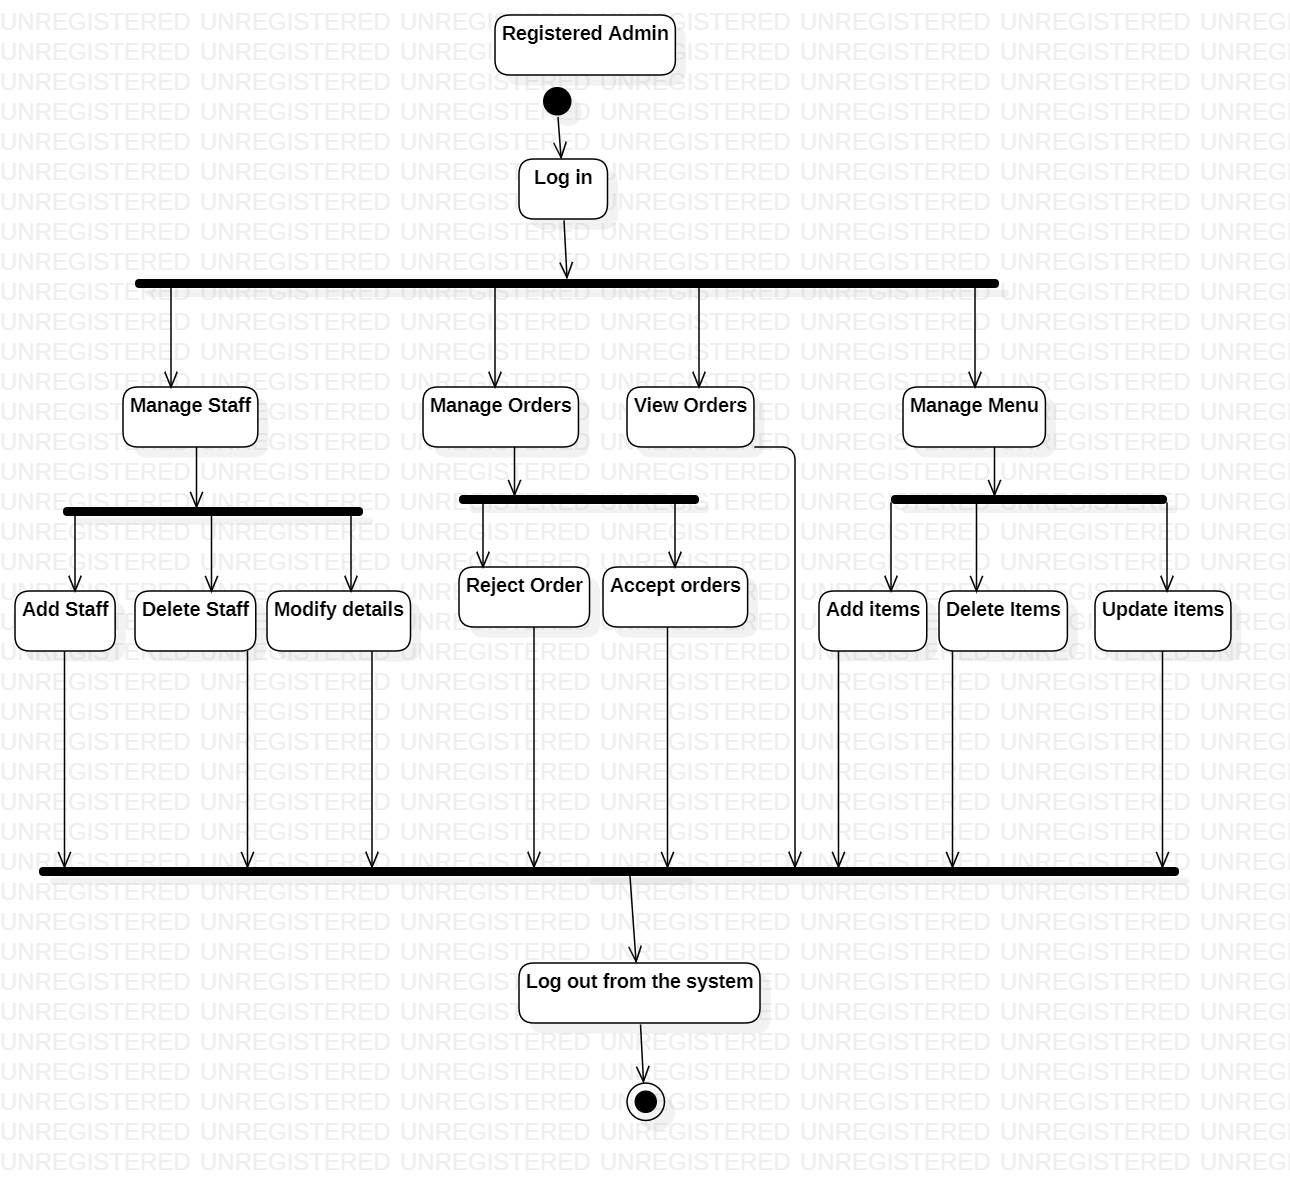 Registered Admin
Log in
Manage Staff
Manage Orders
View Orders
Manage Menu
Reject Order
Accept orders
Add Staff
Delete Staff
Modify details
Add items
Delete Items
Update items
Log out from the system
UNREGISTERED